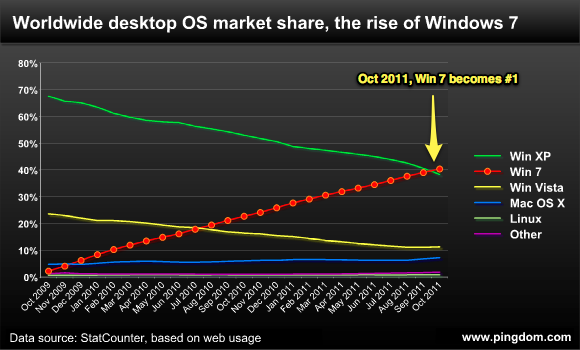 Worldwide desktop OS market share, the rise of Windows 7
Oct 2011, Win 7 becomes #1
80%
70%
60%
50%
40%
30%
20%
10%
0%
Win XP
Win 7
Win Vista
Mac OS X
Linux
Other
Oct 2009
Nov 2009
Dec 2009
Jan 2010
Feb 2010
Mar 2010
Apr 2010
May 2010
Jun 2010
Jul 2010
Aug 2010
Sep 2010
Oct 2010
Nov 2010
Dec 2010
Jan 2011
Feb 2011
Mar 2011
Apr 2011
May 2011
Jun 2011
Jul 2011
Aug 2011
Sep 2011
Oct 2011
Data source: StatCounter, based on web usage
www.pingdom.com